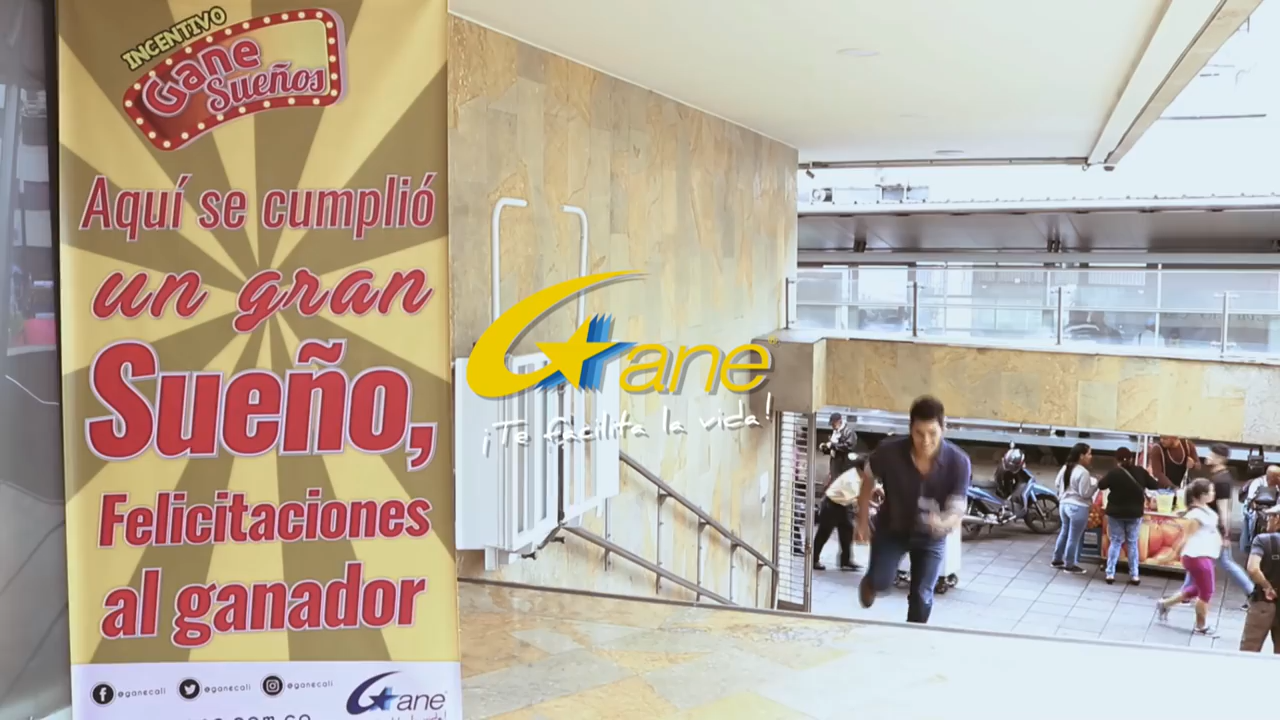 INCENTIVO
Gane
Sueños
Aquí se cumplió
un gran
Sueño,
Felicitaciones
al ganador
@ganecali @ganecali @ganecali
Gane
Gane®
¡Te facilita la vida!